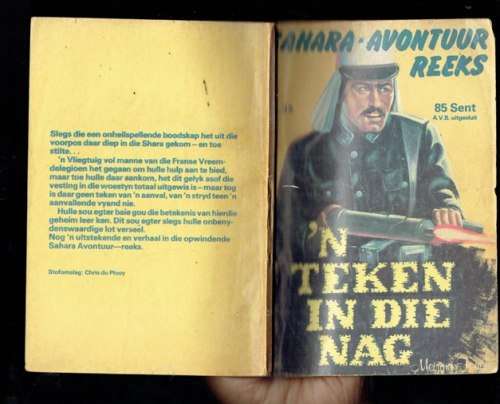 Slegs die een onheilspellende boodskap het uit die
voorpos daar diep in die Shara gekom – en toe
stilte. . .
'n Vliegtuig vol manne van die Franse Vreem-
delegioen het gegaan om hulle hulp aan te bied,
maar toe hulle daar aankom, het dit gelyk asof die
vesting in die woestyn totaal uitgewis is – maar tog
is daar geen teken van 'n aanval, van 'n stryd teen 'n
aanvallende vyand nie.
Hulle sou egter baie gou die betekenis van hierdie
geheim leer ken. Dit sou egter slegs hulle onbeny-
denswaardige lot verseel.
Nog 'n uitstekende en verhaal in die opwindende
Sahara Avontuur—reeks.
Stofomslag: Chris du Plooy
AHARA-AVONTUUR
REEKS
85 Sent
A.V.B. uitgesluit
'N
TEKEN
IN DIE
NAG